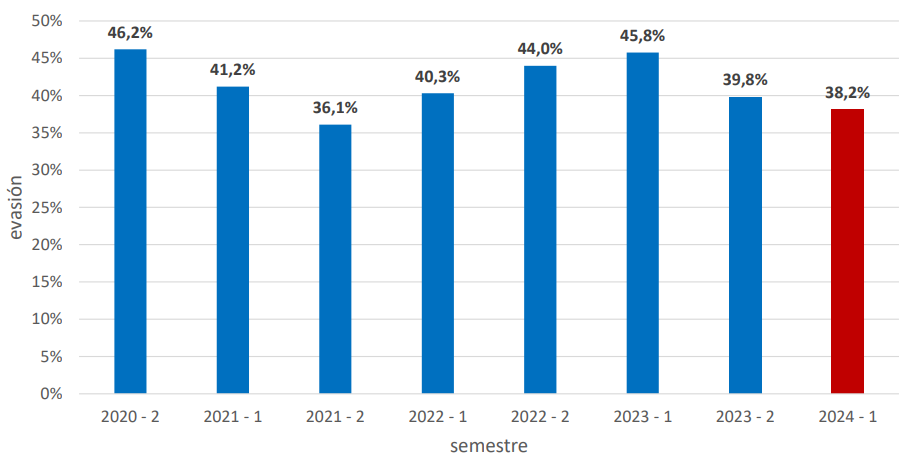 50%
45%
40%
35%
30%
25%
20%
15%
10%
5%
0%
evasión
46,2%
41,2%
36,1%
40,3%
44,0%
45,8%
39,8%
38,2%
2020 - 2
2021 - 1
2021 - 2
2022 - 1
2022 - 2
2023 - 1
2023 - 2
2024 - 1
semestre